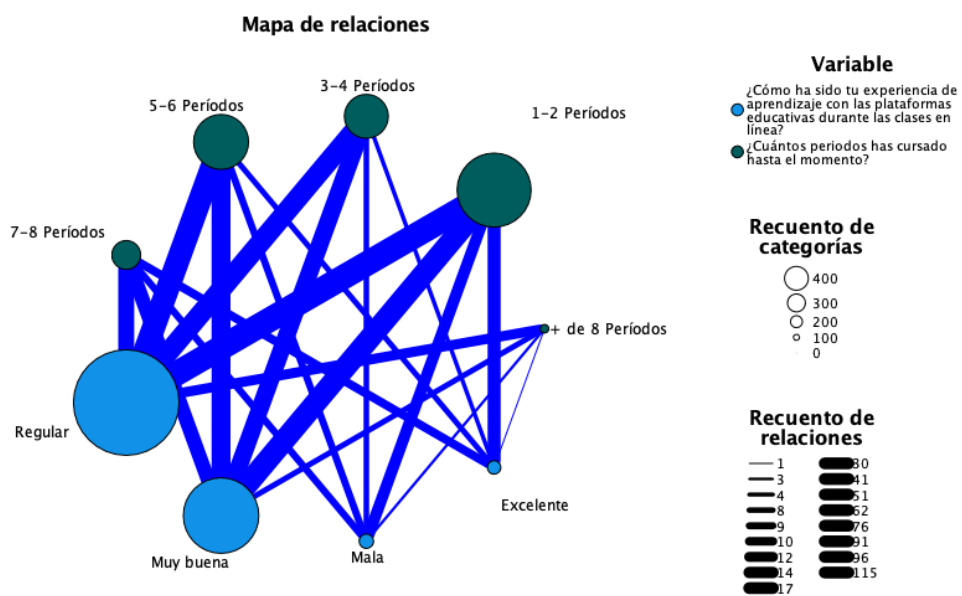 Mapa de relaciones
3-4 Períodos
5-6 Períodos
1-2 Períodos
7-8 Períodos
+ de 8 Períodos
Regular
Excelente
Muy buena
Mala
Variable
¿Cómo ha sido tu experiencia de
aprendizaje con las plataformas
educativas durante las clases en
línea?
¿Cuántos periodos has cursado
hasta el momento?
Recuento de
categorías
400
300
200
100
0
Recuento de
relaciones
1
3
4
8
9
10
12
14
17
30
41
51
62
76
91
96
115